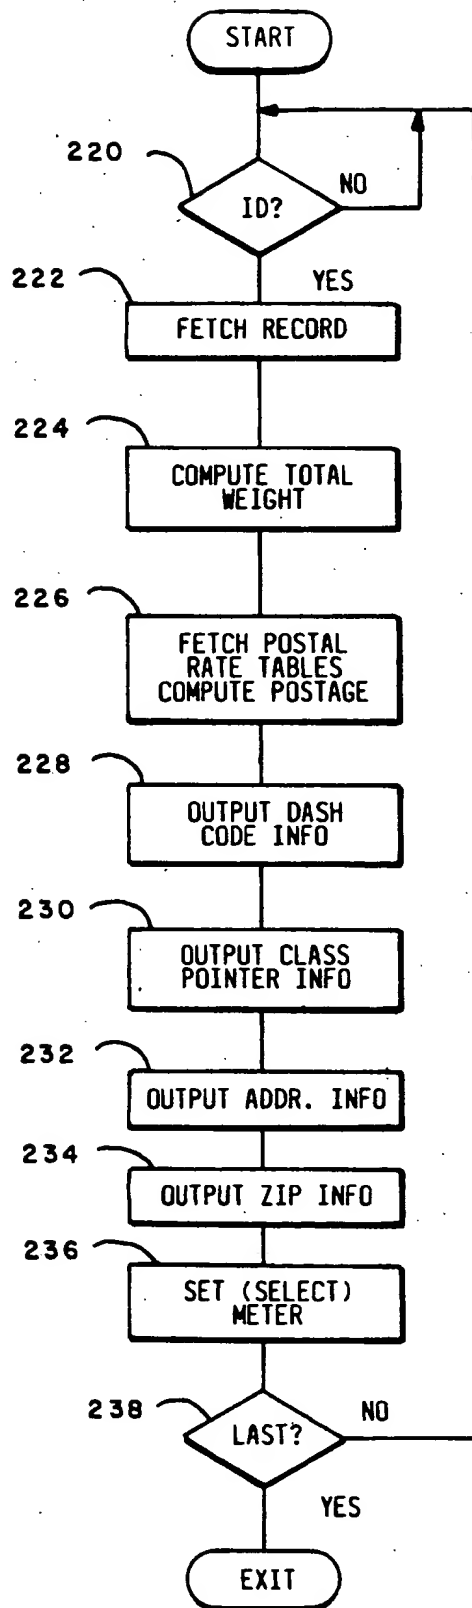 START
220
ID?
NO
YES
222
FETCH RECORD
224
COMPUTE TOTAL
WEIGHT
226
FETCH POSTAL
RATE TABLES
COMPUTE POSTAGE
228
OUTPUT DASH
CODE INFO
230
OUTPUT CLASS
POINTER INFO
232
OUTPUT ADDR. INFO
234
OUTPUT ZIP INFO
236
SET (SELECT)
METER
238
LAST?
NO
YES
EXIT